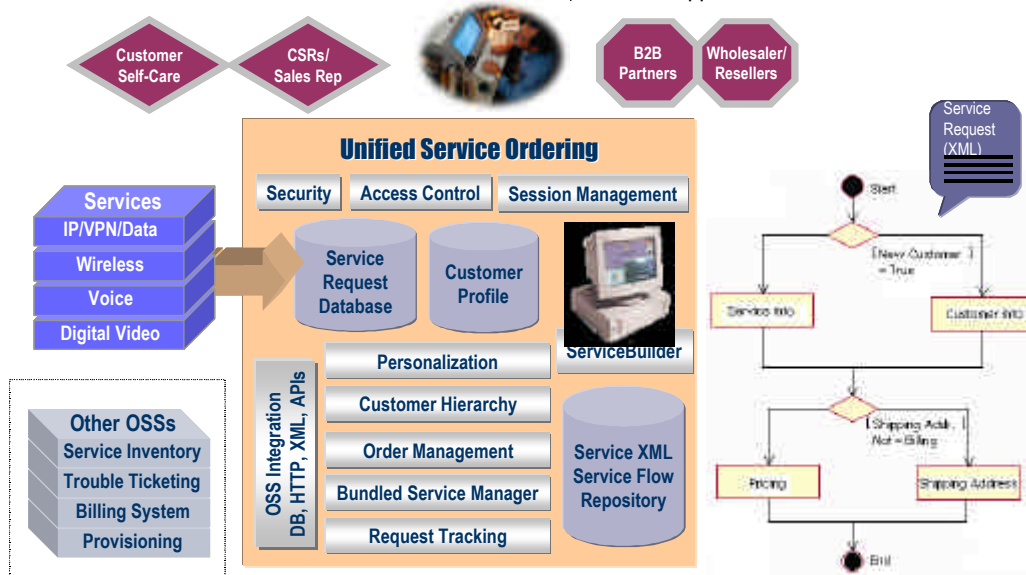 Customer
Self-Care
CSRs/
Sales Rep
B2B
Partners
Wholesaler/
Resellers
Service
Request
(XML)
Unified Service Ordering
Security
Access Control
Session Management
Services
IP/VPN/Data
Wireless
Voice
Digital Video
Service
Request
Database
Customer
Profile
ServiceBuilder
Personalization
Customer Hierarchy
Order Management
Bundled Service Manager
Request Tracking
OSS Integration
DB, HTTP, XML, APIs
Service XML
Service Flow
Repository
Other OSSs
Service Inventory
Trouble Ticketing
Billing System
Provisioning
Start
[ New Customer ]
= True
Service Info
Customer Info
[ Shipping Addr. ]
Not = Billing
Pricing
Shipping Address
End